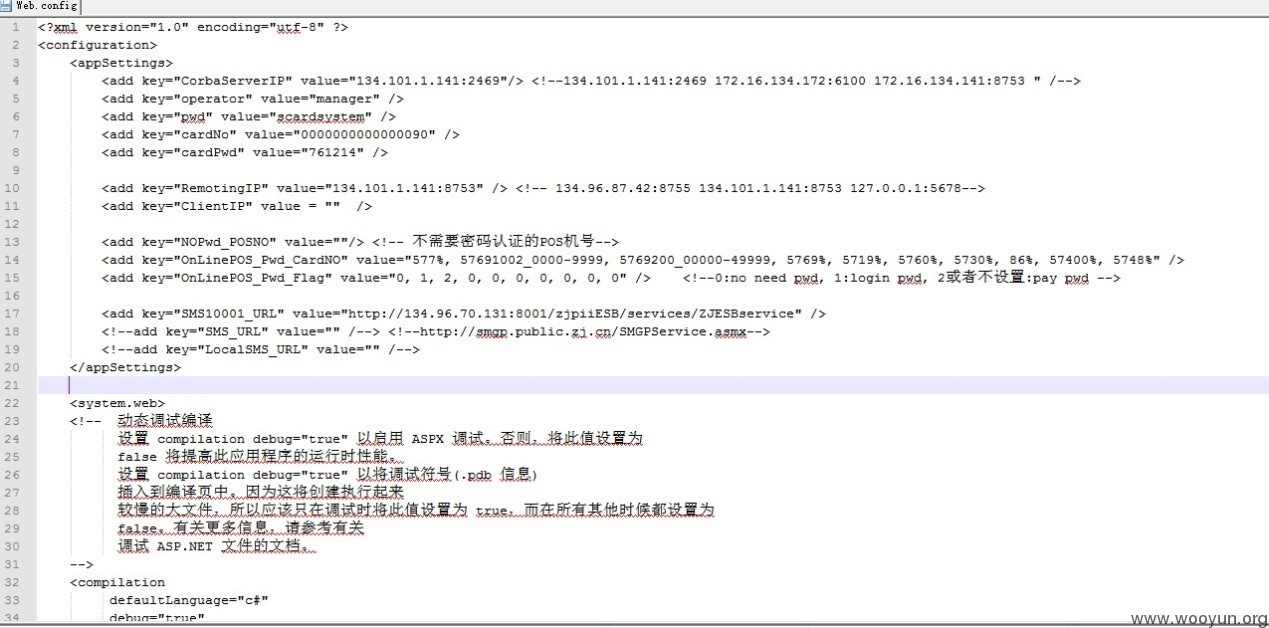 Web.config
1 <?xml version="1.0" encoding="utf-8" ?>
2 <configuration>
3 <appSettings>
4 <add key="CorbaServerIP" value="134.101.1.141:2469"/> <!--134.101.1.141:2469 172.16.134.172:6100 172.16.134.141:8753 " /-->
5 <add key="operator" value="manager" />
6 <add key="pwd" value="scardsystem" />
7 <add key="cardNo" value="0000000000000090" />
8 <add key="cardPwd" value="761214" />
9
10 <add key="RemotingIP" value="134.101.1.141:8753" /> <!-- 134.96.87.42:8755 134.101.1.141:8753 127.0.0.1:5678-->
11 <add key="ClientIP" value = "" />
12
13 <add key="NOPwd_POSNO" value=""/> <!-- 不需要密码认证的POS机号-->
14 <add key="OnLinePOS_Pwd_CardNO" value="577%, 57691002_0000-9999, 5769200_00000-49999, 5769%, 5719%, 5760%, 5730%, 86%, 57400%, 5748%" />
15 <add key="OnLinePOS_Pwd_Flag" value="0, 1, 2, 0, 0, 0, 0, 0, 0, 0" /> <!--0:no need pwd, 1:login pwd, 2或者不设置:pay pwd -->
16
17 <add key="SMS10001_URL" value="http://134.96.70.131:8001/zjpiiESB/services/ZJESBservice" />
18 <!--add key="SMS_URL" value="" /--> <!--http://smgp.public.zj.cn/SMGPService.asmx-->
19 <!--add key="LocalSMS_URL" value="" /-->
20 </appSettings>
21
22 <system.web>
23 <!-- 动态调试编译
24 设置 compilation debug="true" 以启用 ASPX 调试。否则，将此值设置为
25 false 将提高此应用程序的运行时性能。
26 设置 compilation debug="true" 以将调试符号(.pdb 信息)
27 插入到编译页中。因为这将创建执行起来
28 较慢的大文件，所以应该只在调试时将此值设置为 true，而在所有其他时候都设置为
29 false。有关更多信息，请参考有关
30 调试 ASP.NET 文件的文档。
31 -->
32 <compilation
33 defaultLanguage="c#"
34 debug="true"
www.wooyun.org